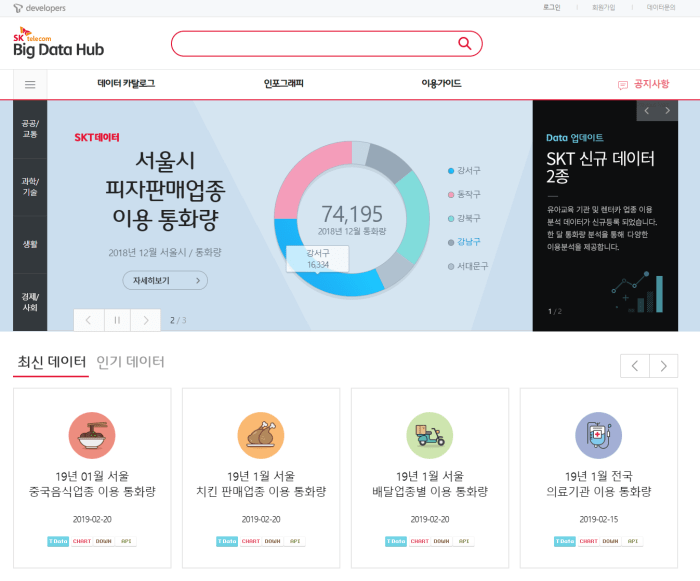 developers
로그인 회원가입 데이터문의
SK telecom
Big Data Hub
데이터 카탈로그 인포그래피 이용가이드 공지사항
공공/
교통
과학/
기술
생활
경제/
사회
SKT데이터
서울시
피자판매업종
이용 통화량
2018년 12월 서울시 / 통화량
자세히보기
2 / 3
74,195
2018년 12월 통화량
강서구
16,334
강서구
동작구
강북구
강남구
서대문구
Data 업데이트
SKT 신규 데이터
2종
유아교육 기관 및 렌터카 업종 이용
분석 데이터가 신규등록 되었습니다.
한 달 통화량 분석을 통해 다양한
이용분석을 제공합니다.
1 / 2
최신 데이터 인기 데이터
19년 01월 서울
중국음식업종 이용 통화량
2019-02-20
T Data CHART DOWN API
19년 1월 서울
치킨 판매업종 이용 통화량
2019-02-20
T Data CHART DOWN API
19년 1월 서울
배달업종별 이용 통화량
2019-02-20
T Data CHART DOWN API
19년 1월 전국
의료기관 이용 통화량
2019-02-15
T Data CHART DOWN API